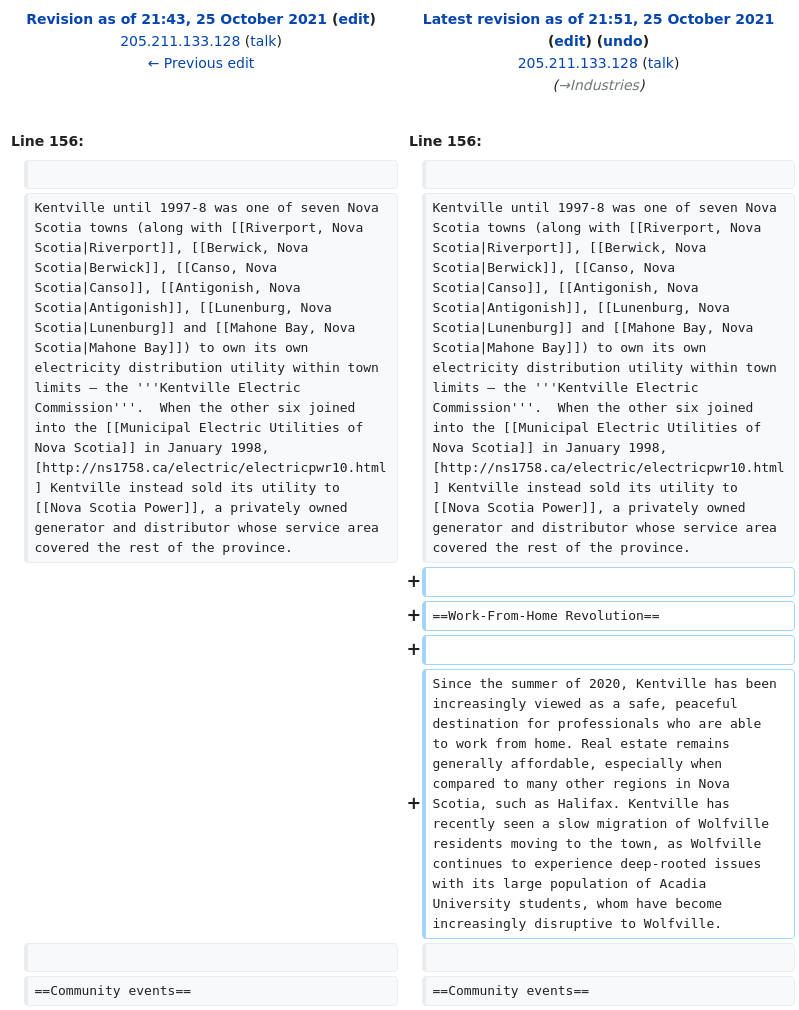 Revision as of 21:43, 25 October 2021 (edit)
205.211.133.128 (talk)
← Previous edit
Latest revision as of 21:51, 25 October 2021
(edit) (undo)
205.211.133.128 (talk)
(→Industries)
Line 156:
Line 156:
Kentville until 1997-8 was one of seven Nova
Scotia towns (along with [[Riverport, Nova
Scotia|Riverport]], [[Berwick, Nova
Scotia|Berwick]], [[Canso, Nova
Scotia|Canso]], [[Antigonish, Nova
Scotia|Antigonish]], [[Lunenburg, Nova
Scotia|Lunenburg]] and [[Mahone Bay, Nova
Scotia|Mahone Bay]]) to own its own
electricity distribution utility within town
limits — the '''Kentville Electric
Commission'''.  When the other six joined
into the [[Municipal Electric Utilities of
Nova Scotia]] in January 1998,
[http://ns1758.ca/electric/electricpwr10.html
] Kentville instead sold its utility to
[[Nova Scotia Power]], a privately owned
generator and distributor whose service area
covered the rest of the province.
Kentville until 1997-8 was one of seven Nova
Scotia towns (along with [[Riverport, Nova
Scotia|Riverport]], [[Berwick, Nova
Scotia|Berwick]], [[Canso, Nova
Scotia|Canso]], [[Antigonish, Nova
Scotia|Antigonish]], [[Lunenburg, Nova
Scotia|Lunenburg]] and [[Mahone Bay, Nova
Scotia|Mahone Bay]]) to own its own
electricity distribution utility within town
limits — the '''Kentville Electric
Commission'''.  When the other six joined
into the [[Municipal Electric Utilities of
Nova Scotia]] in January 1998,
[http://ns1758.ca/electric/electricpwr10.html
] Kentville instead sold its utility to
[[Nova Scotia Power]], a privately owned
generator and distributor whose service area
covered the rest of the province.
+
+ ==Work-From-Home Revolution==
+
+ Since the summer of 2020, Kentville has been
increasingly viewed as a safe, peaceful
destination for professionals who are able
to work from home. Real estate remains
generally affordable, especially when
compared to many other regions in Nova
Scotia, such as Halifax. Kentville has
recently seen a slow migration of Wolfville
residents moving to the town, as Wolfville
continues to experience deep-rooted issues
with its large population of Acadia
University students, whom have become
increasingly disruptive to Wolfville.
==Community events==
==Community events==